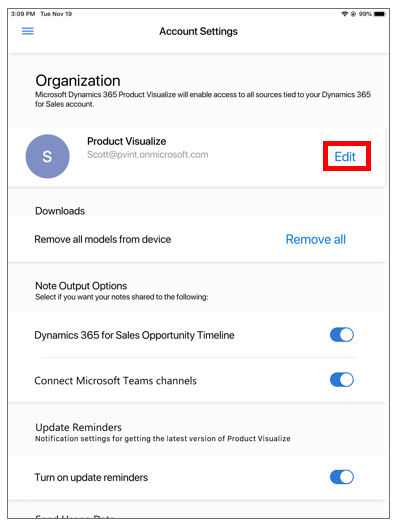 3:09 PM Tue Nov 19 99%
Account Settings
Organization
Microsoft Dynamics 365 Product Visualize will enable access to all sources tied to your Dynamics 365
for Sales account.
S
Product Visualize
Scott@pvint.onmicrosoft.com
Edit
Downloads
Remove all models from device Remove all
Note Output Options
Select if you want your notes shared to the following:
Dynamics 365 for Sales Opportunity Timeline
Connect Microsoft Teams channels
Update Reminders
Notification settings for getting the latest version of Product Visualize
Turn on update reminders
Send Usage Data